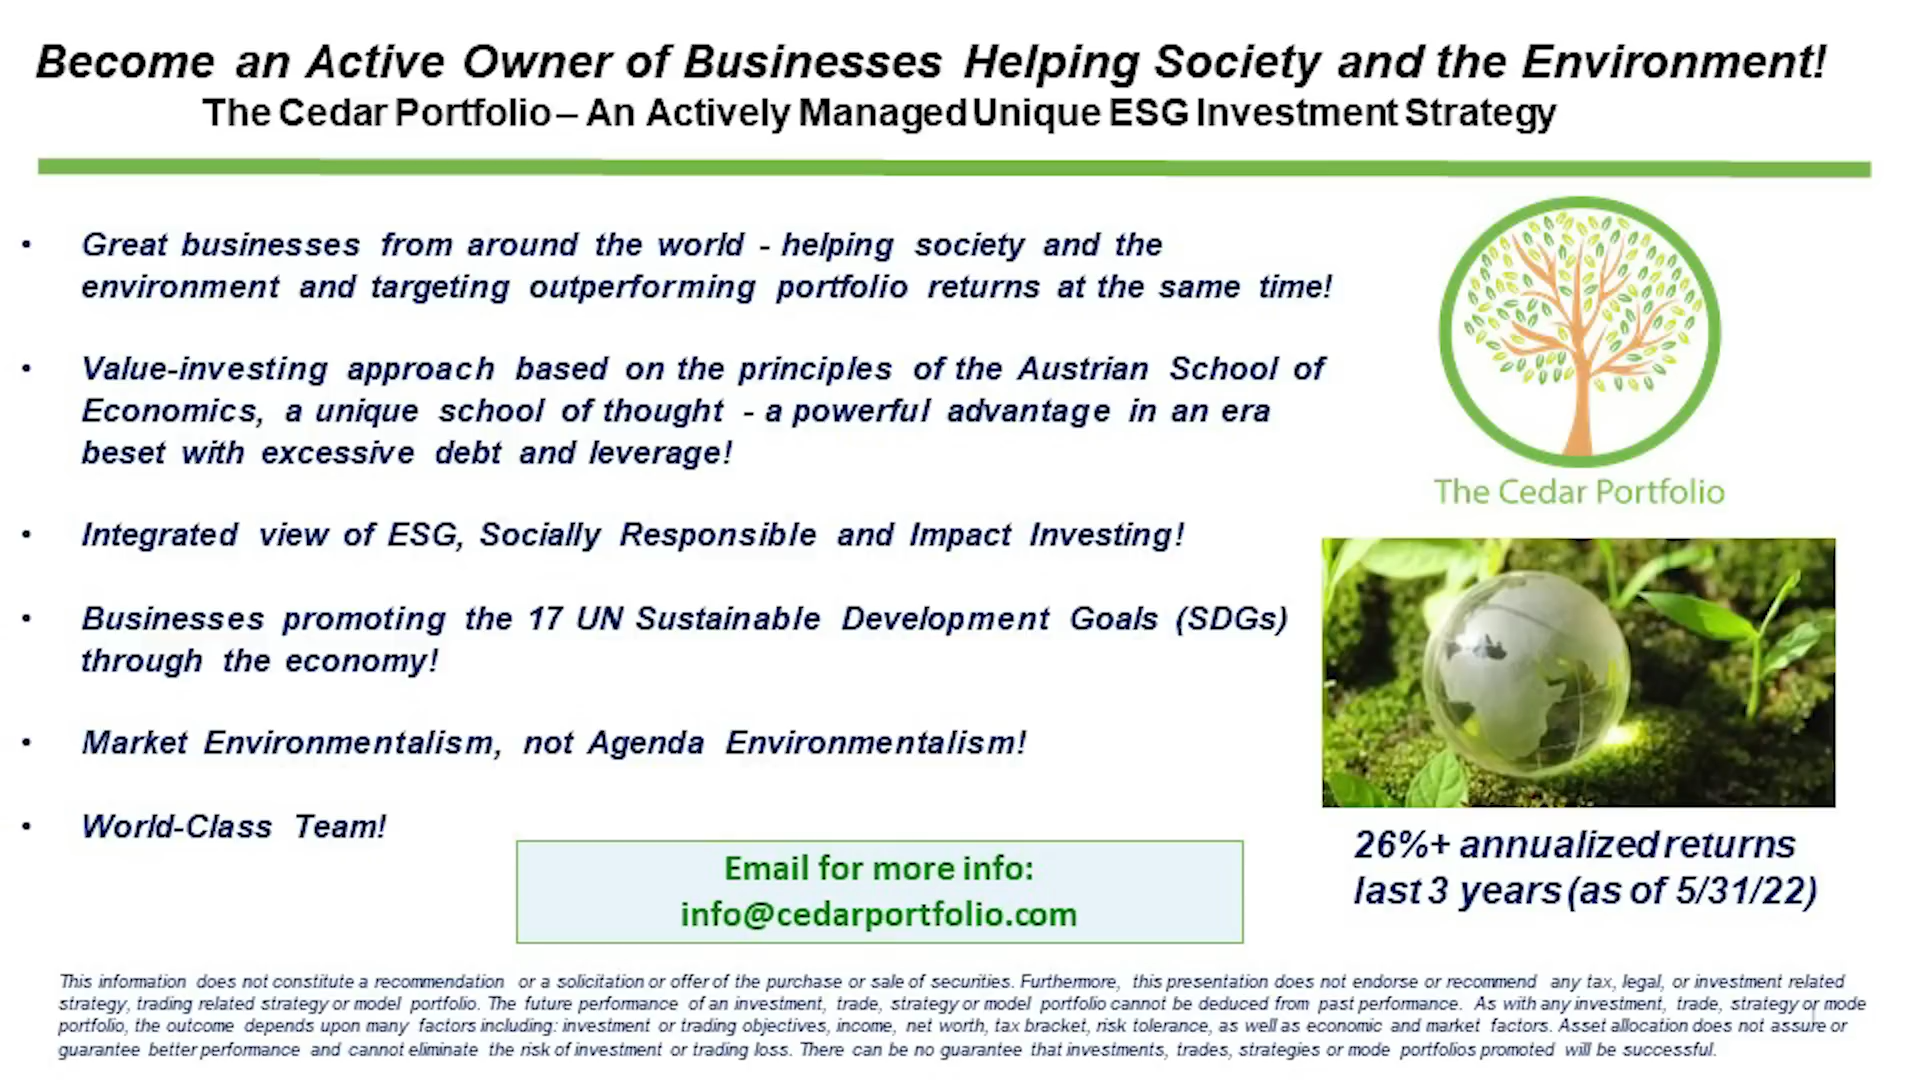 Become an Active Owner of Businesses Helping Society and the Environment!
The Cedar Portfolio – An Actively Managed Unique ESG Investment Strategy
• Great businesses from around the world - helping society and the
environment and targeting outperforming portfolio returns at the same time!
• Value-investing approach based on the principles of the Austrian School of
Economics, a unique school of thought - a powerful advantage in an era
beset with excessive debt and leverage!
• Integrated view of ESG, Socially Responsible and Impact Investing!
• Businesses promoting the 17 UN Sustainable Development Goals (SDGs)
through the economy!
• Market Environmentalism, not Agenda Environmentalism!
• World-Class Team!
The Cedar Portfolio
26%+ annualized returns
last 3 years (as of 5/31/22)
Email for more info:
info@cedarportfolio.com
This information does not constitute a recommendation or a solicitation or offer of the purchase or sale of securities. Furthermore, this presentation does not endorse or recommend any tax, legal, or investment related
strategy, trading related strategy or model portfolio. The future performance of an investment, trade, strategy or model portfolio cannot be deduced from past performance. As with any investment, trade, strategy or mode
portfolio, the outcome depends upon many factors including: investment or trading objectives, income, net worth, tax bracket, risk tolerance, as well as economic and market factors. Asset allocation does not assure or
guarantee better performance and cannot eliminate the risk of investment or trading loss. There can be no guarantee that investments, trades, strategies or mode portfolios promoted will be successful.